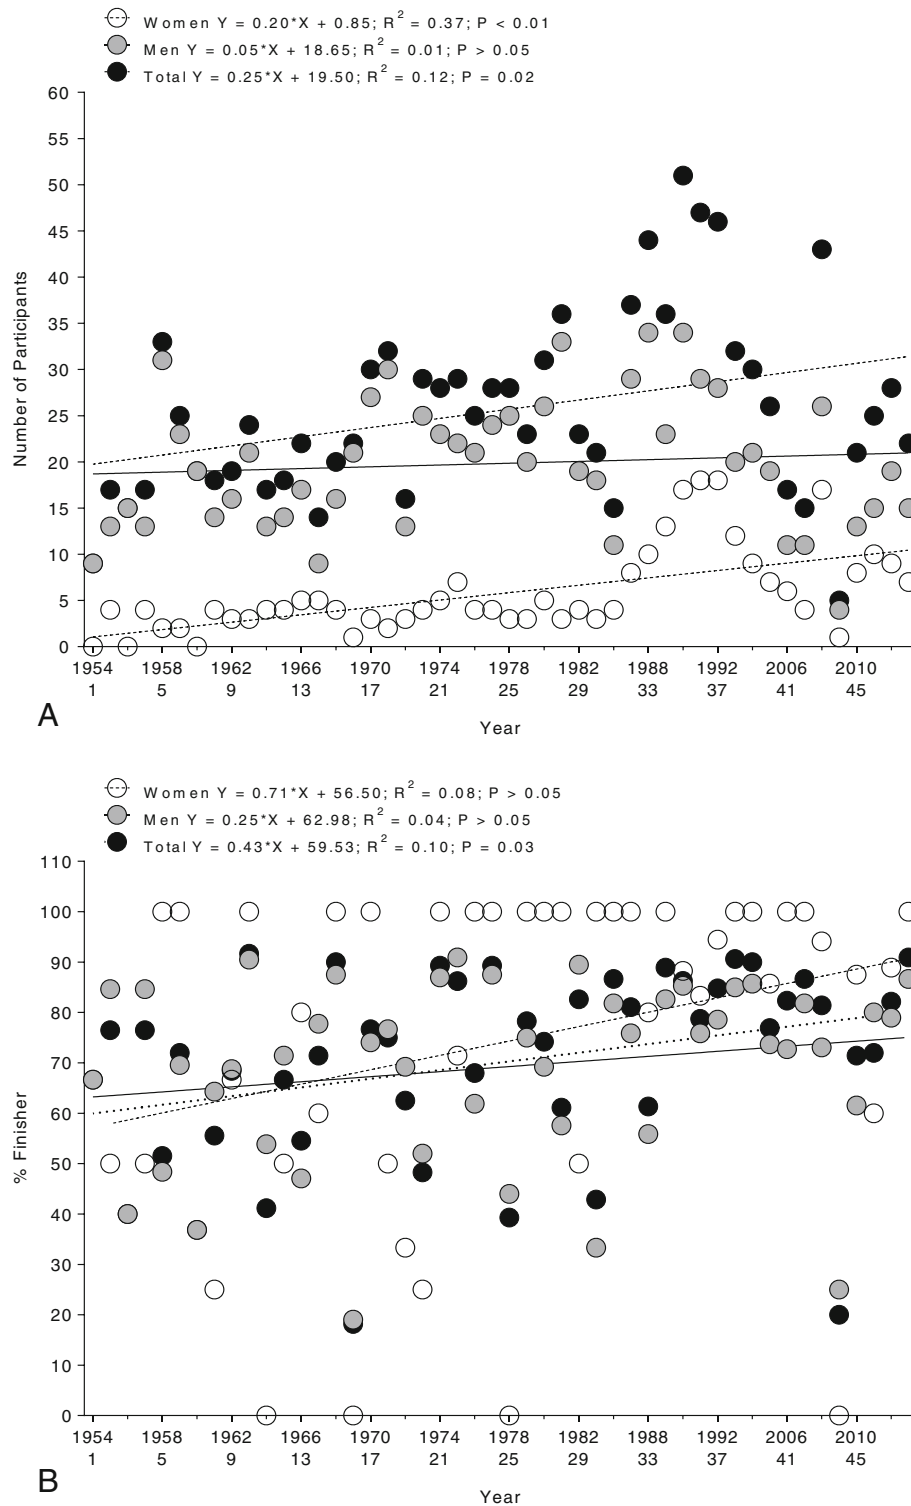 Women Y = 0.20*X + 0.85; R² = 0.37; P < 0.01
Men Y = 0.05*X + 18.65; R² = 0.01; P > 0.05
Total Y = 0.25*X + 19.50; R² = 0.12; P = 0.02
60
55
50
45
40
35
30
25
20
15
10
5
0
Number of Participants
1954 1958 1962 1966 1970 1974 1978 1982 1988 1992 2006 2010
1 5 9 13 17 21 25 29 33 37 41 45
A
Year
Women Y = 0.71*X + 56.50; R² = 0.08; P > 0.05
Men Y = 0.25*X + 62.98; R² = 0.04; P > 0.05
Total Y = 0.43*X + 59.53; R² = 0.10; P = 0.03
110
100
90
80
70
60
50
40
30
20
10
0
% Finisher
1954 1958 1962 1966 1970 1974 1978 1982 1988 1992 2006 2010
1 5 9 13 17 21 25 29 33 37 41 45
B
Year